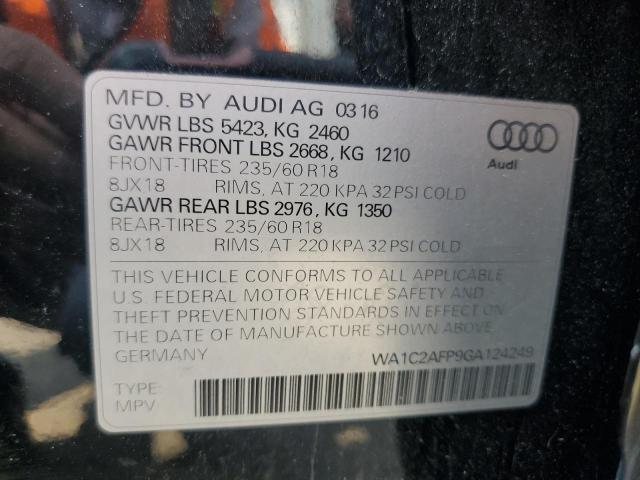 MFD. BY AUDI AG 03 16
GVWR LBS 5423, KG 2460
GAWR FRONT LBS 2668, KG 1210
FRONT-TIRES 235/60 R18
8JX18 RIMS, AT 220 KPA 32 PSI COLD
GAWR REAR LBS 2976, KG 1350
REAR-TIRES 235/60 R18
8JX18 RIMS, AT 220 KPA 32 PSI COLD
Audi
THIS VEHICLE CONFORMS TO ALL APPLICABLE
U.S. FEDERAL MOTOR VEHICLE SAFETY AND
THEFT PREVENTION STANDARDS IN EFFECT ON
THE DATE OF MANUFACTURE SHOWN ABOVE.
GERMANY WA1C2AFP9GA124249
TYPE:
MPV